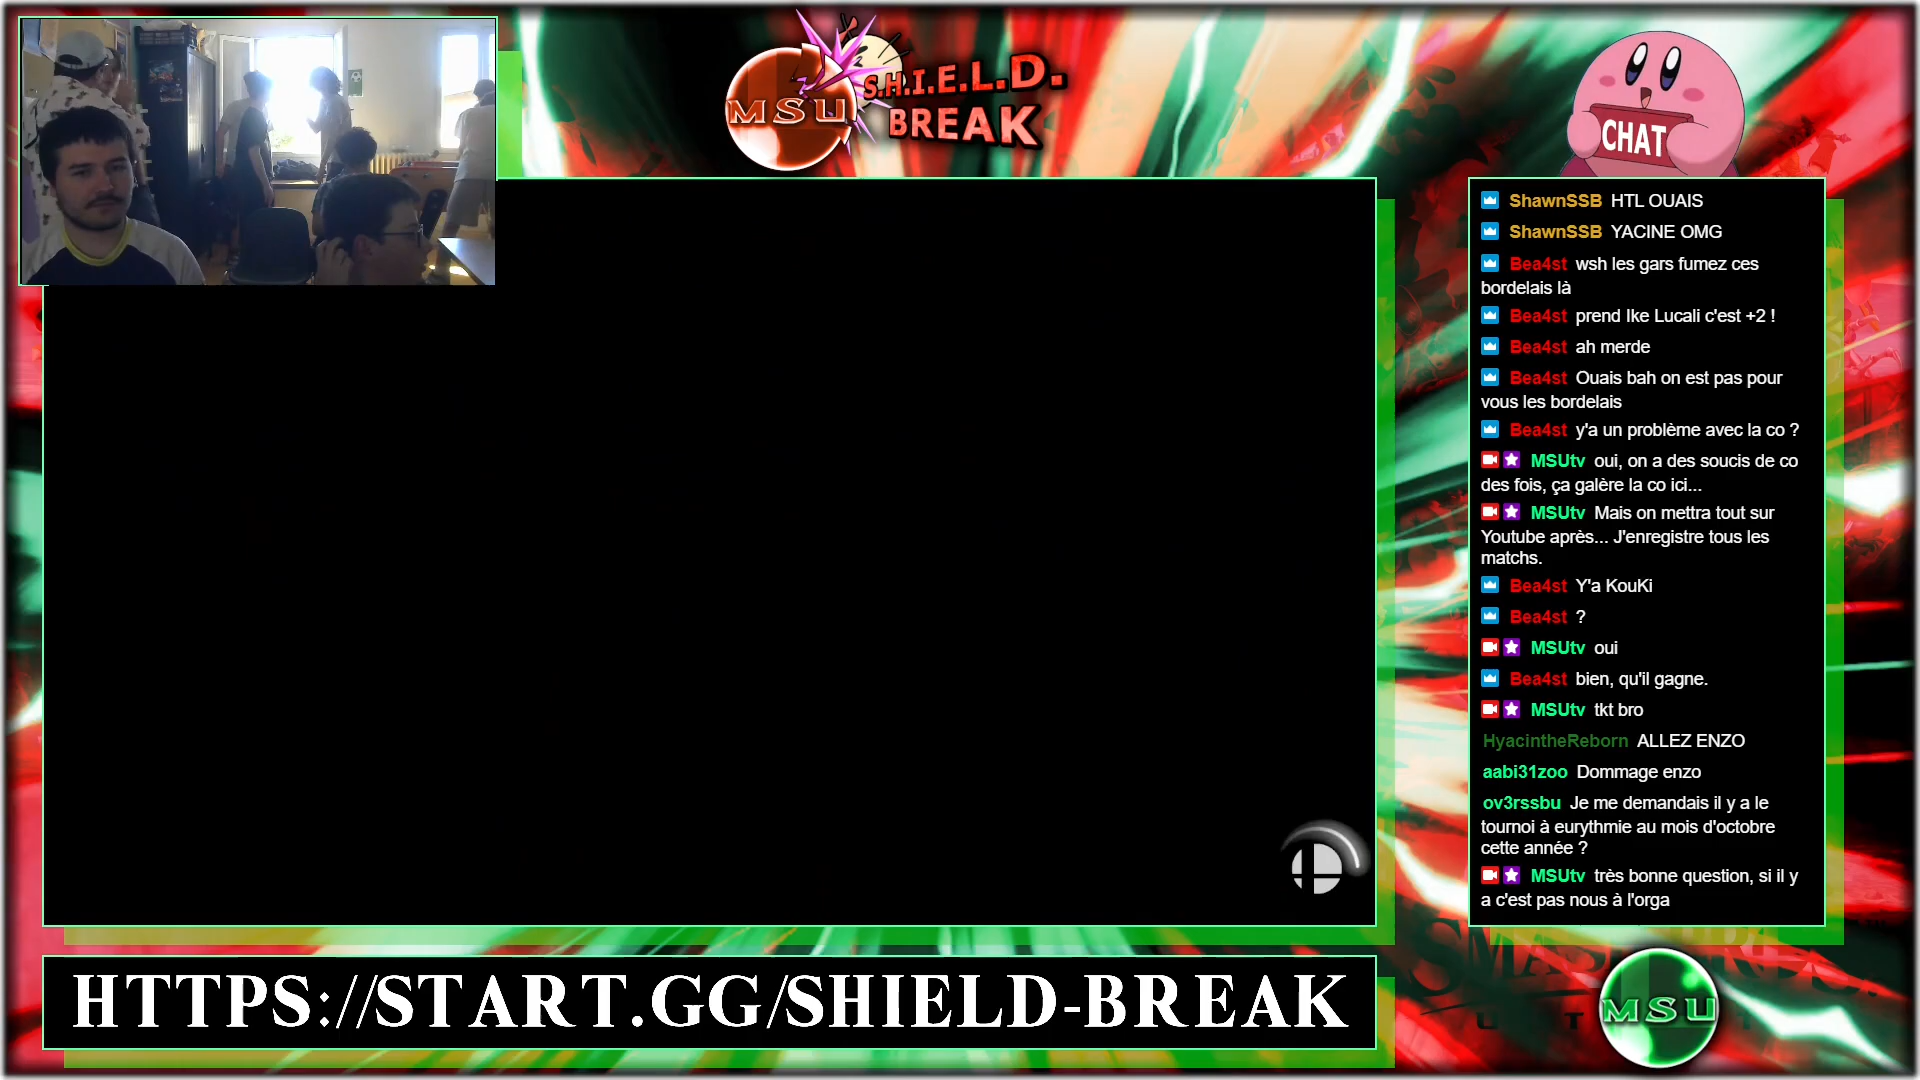 MSU
S.H.I.E.L.D.
BREAK
CHAT
ShawnSSB HTL OUAIS
ShawnSSB YACINE OMG
Bea4st wsh les gars fumez ces
bordelais là
Bea4st prend Ike Lucali c'est +2 !
Bea4st ah merde
Bea4st Ouais bah on est pas pour
vous les bordelais
Bea4st y'a un problème avec la co ?
MSUtv oui, on a des soucis de co
des fois, ça galère la co ici...
MSUtv Mais on mettra tout sur
Youtube après... J'enregistre tous les
matchs.
Bea4st Y'a KouKi
Bea4st ?
MSUtv oui
Bea4st bien, qu'il gagne.
MSUtv tkt bro
HyacintheReborn ALLEZ ENZO
aabi31zoo Dommage enzo
ov3rssbu Je me demandais il y a le
tournoi à eurythmie au mois d'octobre
cette année ?
MSUtv très bonne question, si il y
a c'est pas nous à l'orga
HTTPS://START.GG/SHIELD-BREAK
MSU